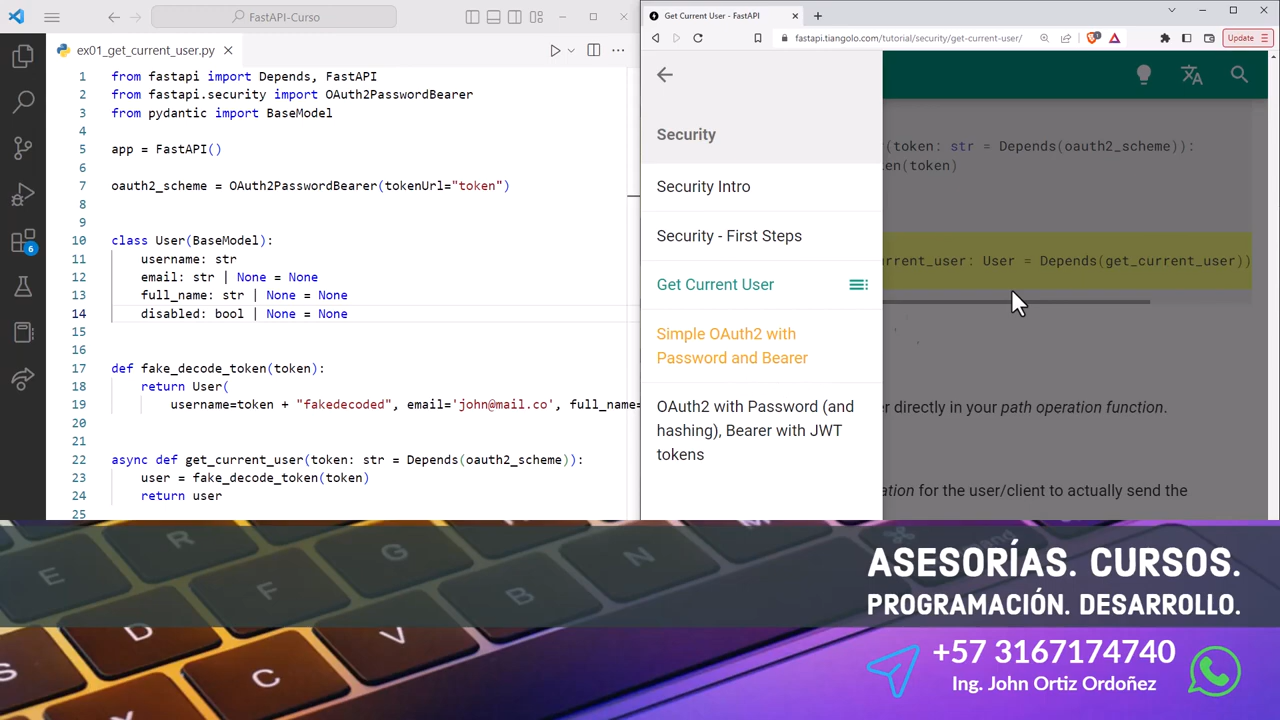 FastAPI-Curso
ex01_get_current_user.py
1 from fastapi import Depends, FastAPI
2 from fastapi.security import OAuth2PasswordBearer
3 from pydantic import BaseModel
4
5 app = FastAPI()
6
7 oauth2_scheme = OAuth2PasswordBearer(tokenUrl="token")
8
9
10 class User(BaseModel):
11 username: str
12 email: str | None = None
13 full_name: str | None = None
14 disabled: bool | None = None
15
16
17 def fake_decode_token(token):
18 return User(
19 username=token + "fakedecoded", email='john@mail.co', full_name=
20
21
22 async def get_current_user(token: str = Depends(oauth2_scheme)):
23 user = fake_decode_token(token)
24 return user
25
6
Get Current User - FastAPI
fastapi.tiangolo.com/tutorial/security/get-current-user/
Update
Security
Security Intro
Security - First Steps
Get Current User
Simple OAuth2 with
Password and Bearer
OAuth2 with Password (and
hashing), Bearer with JWT
tokens
(token: str = Depends(oauth2_scheme)):
en(token)
rrent_user: User = Depends(get_current_user))
r directly in your path operation function.
ation for the user/client to actually send the
E R F G V B N D C S
ASESORÍAS. CURSOS.
PROGRAMACIÓN. DESARROLLO.
+57 3167174740
Ing. John Ortiz Ordoñez